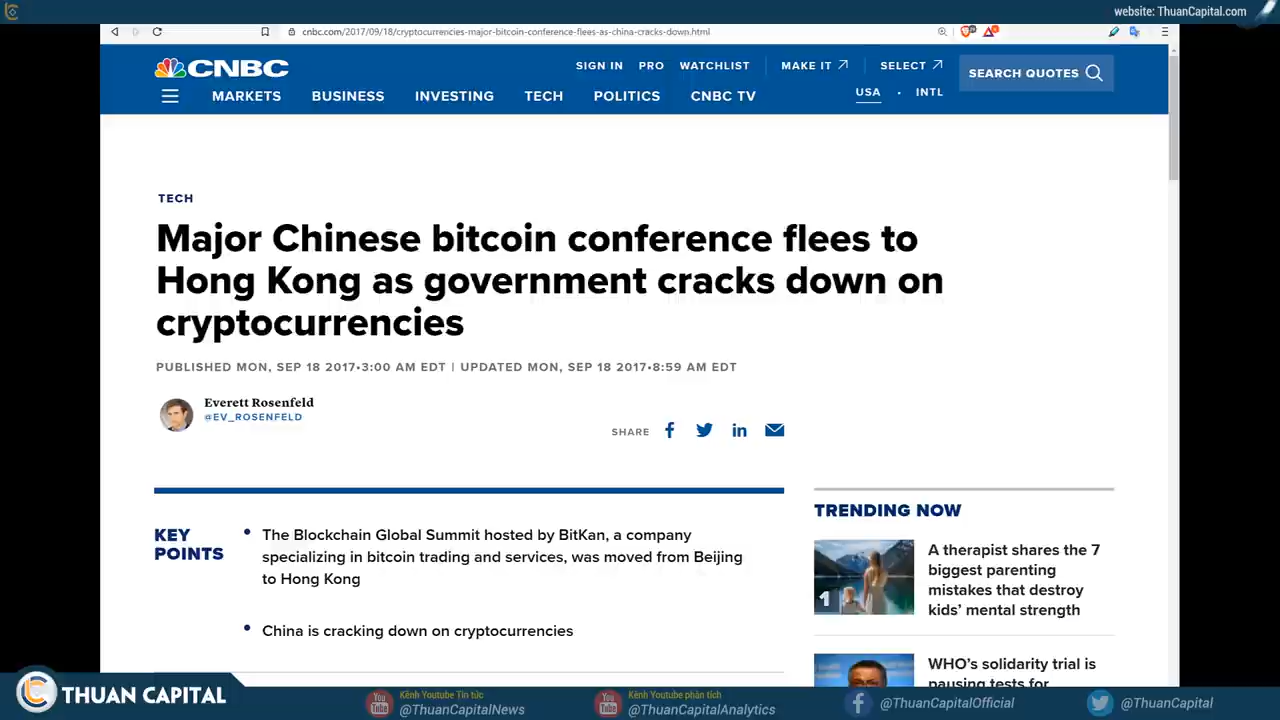 website: ThuanCapital.com
cnbc.com/2017/09/18/cryptocurrencies-major-bitcoin-conference-flees-as-china-cracks-down.html
CNBC
SIGN IN PRO WATCHLIST MAKE IT SELECT
SEARCH QUOTES
MARKETS BUSINESS INVESTING TECH POLITICS CNBC TV
USA · INTL
TECH
Major Chinese bitcoin conference flees to
Hong Kong as government cracks down on
cryptocurrencies
PUBLISHED MON, SEP 18 2017•3:00 AM EDT | UPDATED MON, SEP 18 2017•8:59 AM EDT
Everett Rosenfeld
@EV_ROSENFELD
SHARE
KEY
POINTS
• The Blockchain Global Summit hosted by BitKan, a company
specializing in bitcoin trading and services, was moved from Beijing
to Hong Kong
• China is cracking down on cryptocurrencies
TRENDING NOW
1
A therapist shares the 7
biggest parenting
mistakes that destroy
kids’ mental strength
WHO’s solidarity trial is
pausing tests for
THUAN CAPITAL
Kênh Youtube Tin tức
@ThuanCapitalNews
Kênh Youtube phân tích
@ThuanCapitalAnalytics
@ThuanCapitalOfficial
@ThuanCapital